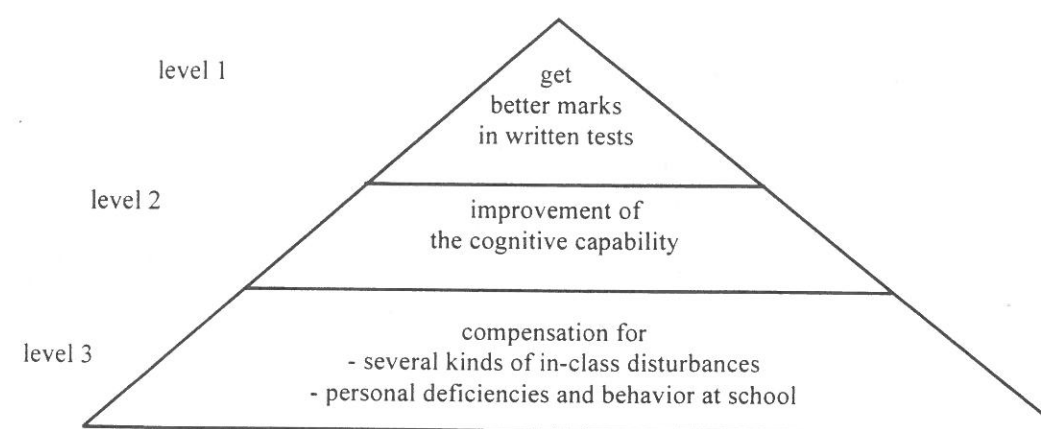 level 1
get
better marks
in written tests
level 2
improvement of
the cognitive capability
level 3
compensation for
- several kinds of in-class disturbances
- personal deficiencies and behavior at school